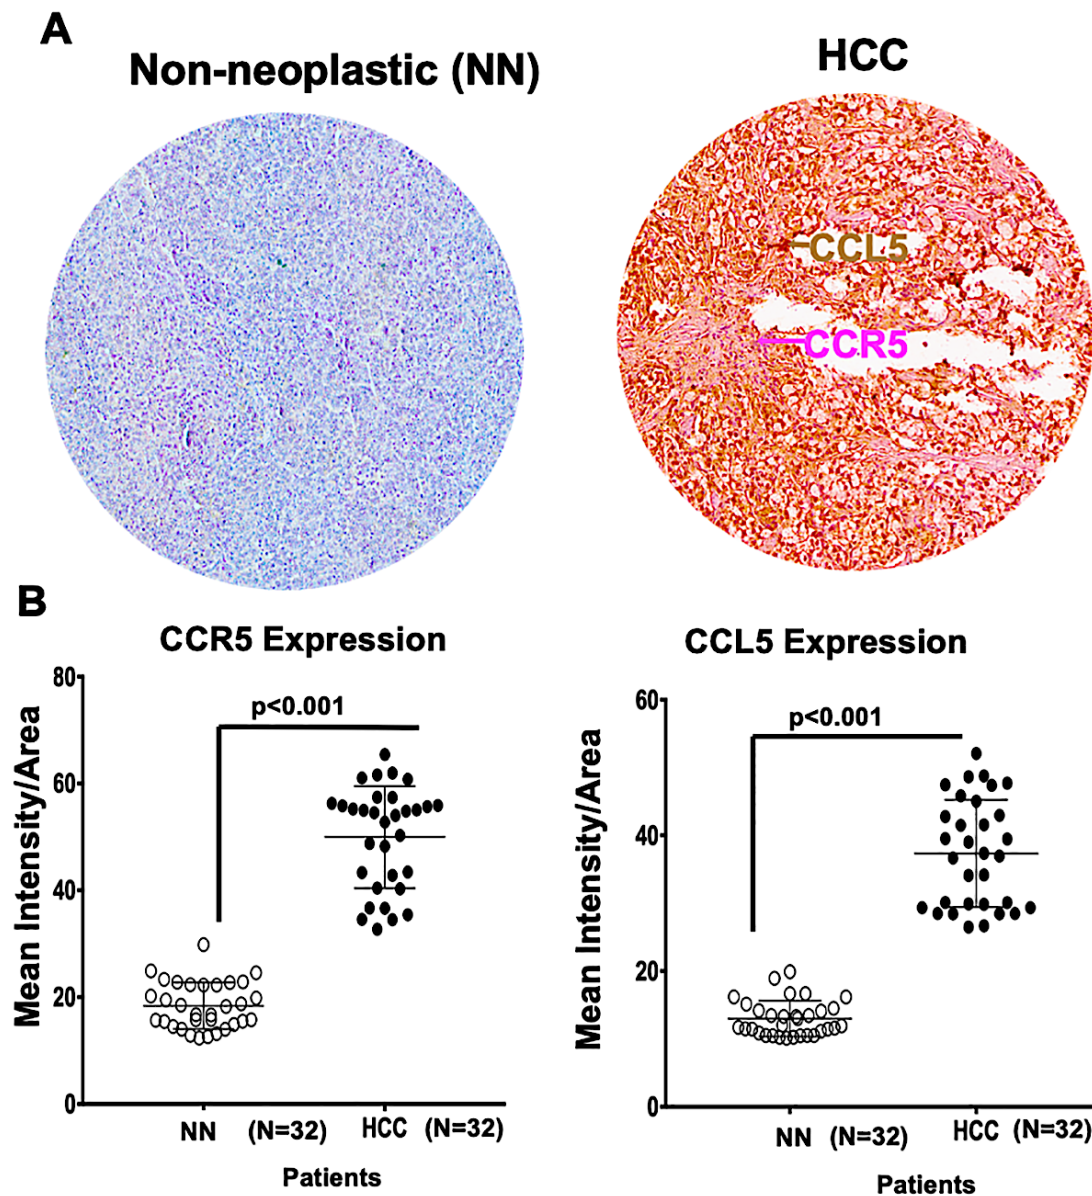 A
Non-neoplastic (NN)
HCC
CCL5
CCR5
B
CCR5 Expression
80
60
40
20
0
Mean Intensity/Area
p<0.001
NN (N=32) HCC (N=32)
Patients
CCL5 Expression
60
40
20
0
Mean Intensity/Area
p<0.001
NN (N=32) HCC (N=32)
Patients